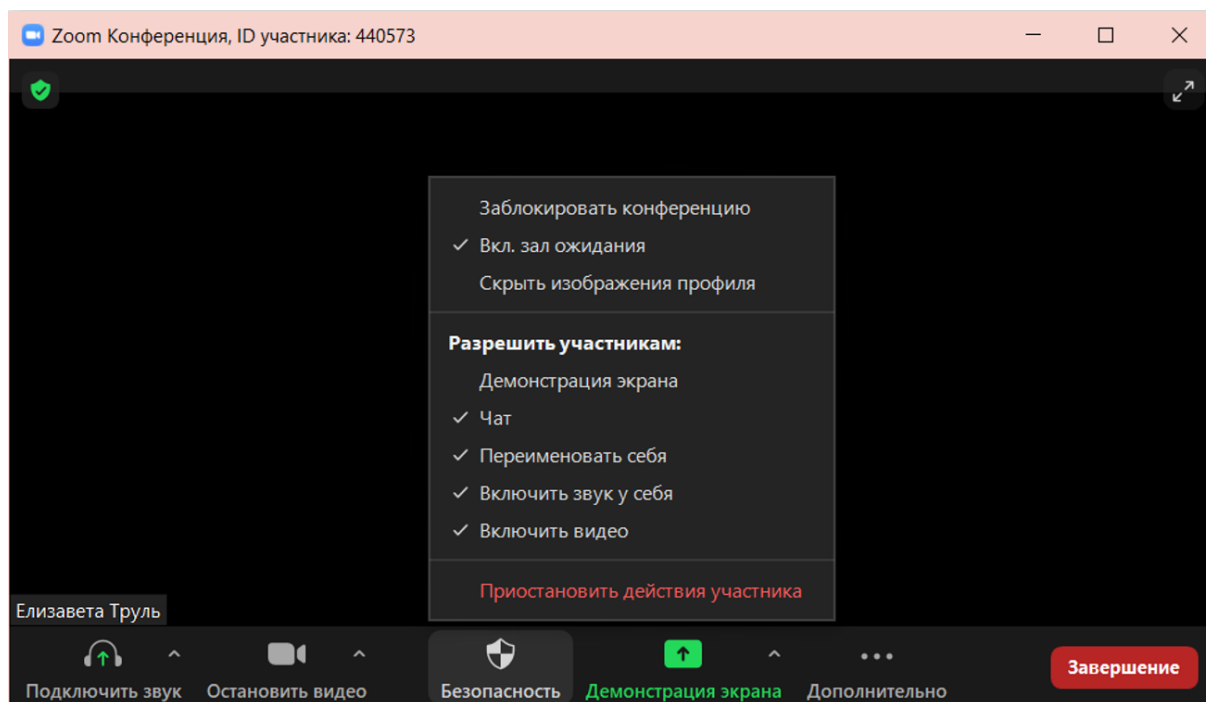 Zoom Конференция, ID участника: 440573
Заблокировать конференцию
Вкл. зал ожидания
Скрыть изображения профиля
Разрешить участникам:
Демонстрация экрана
Чат
Переименовать себя
Включить звук у себя
Включить видео
Приостановить действия участника
Елизавета Труль
Подключить звук Остановить видео Безопасность Демонстрация экрана Дополнительно Завершение